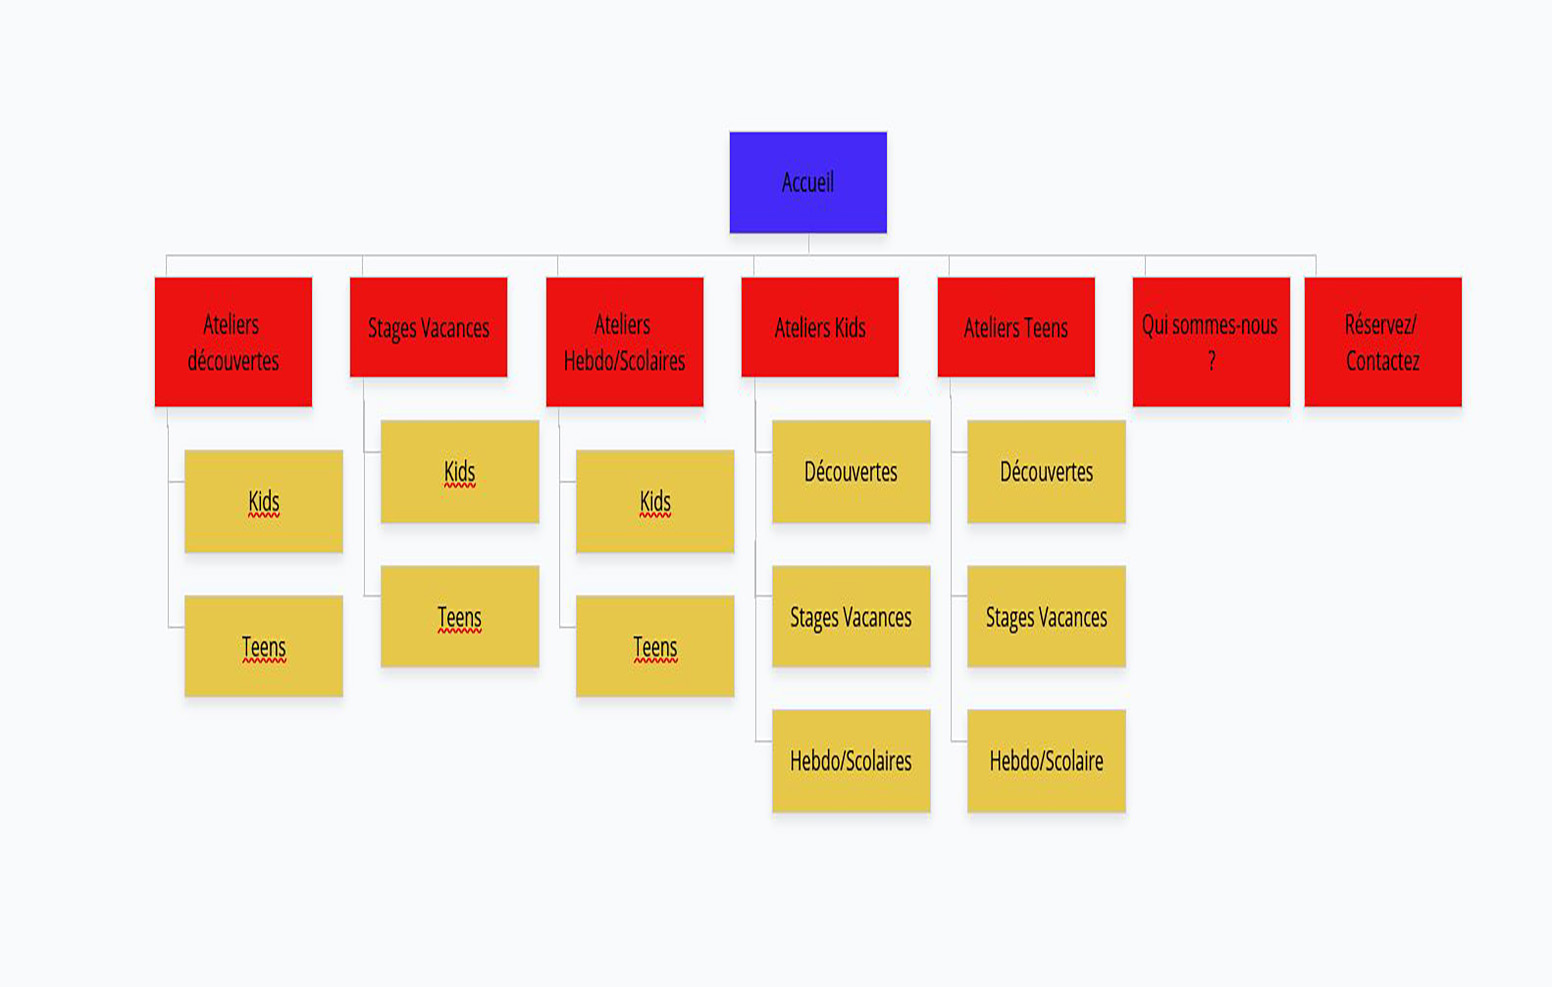 Accueil
Ateliers
découvertes
Stages Vacances
Ateliers
Hebdo/Scolaires
Ateliers Kids
Ateliers Teens
Qui sommes-nous
?
Réservez/
Contactez
Kids
Teens
Kids
Teens
Kids
Teens
Découvertes
Stages Vacances
Hebdo/Scolaires
Découvertes
Stages Vacances
Hebdo/Scolaire